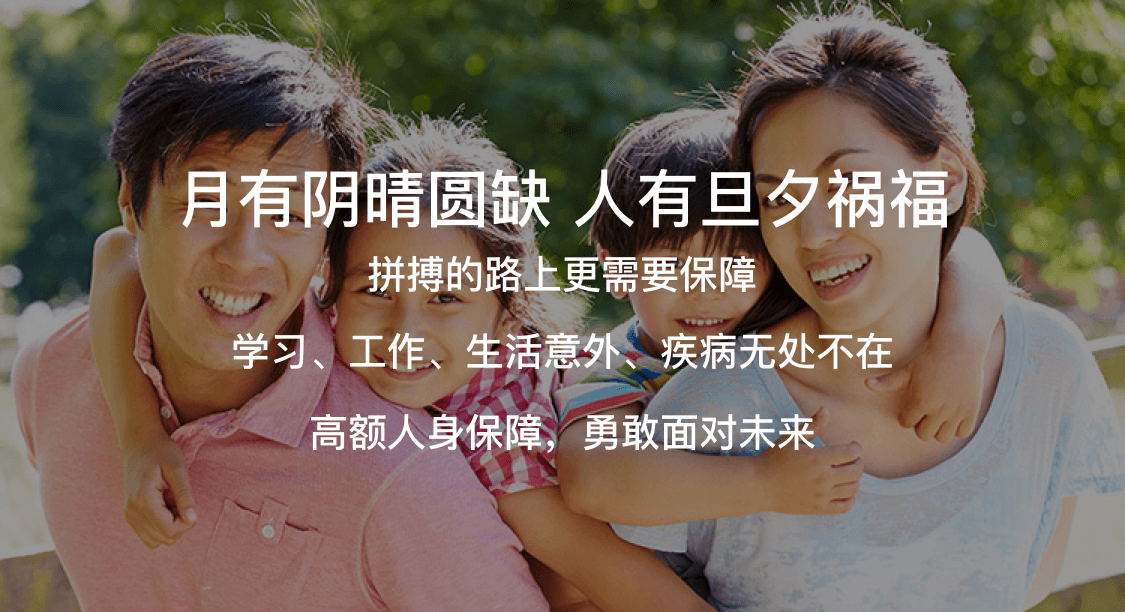 月有阴晴圆缺 人有旦夕祸福
拼搏的路上更需要保障
学习、工作、生活意外、疾病无处不在
高额人身保障，勇敢面对未来